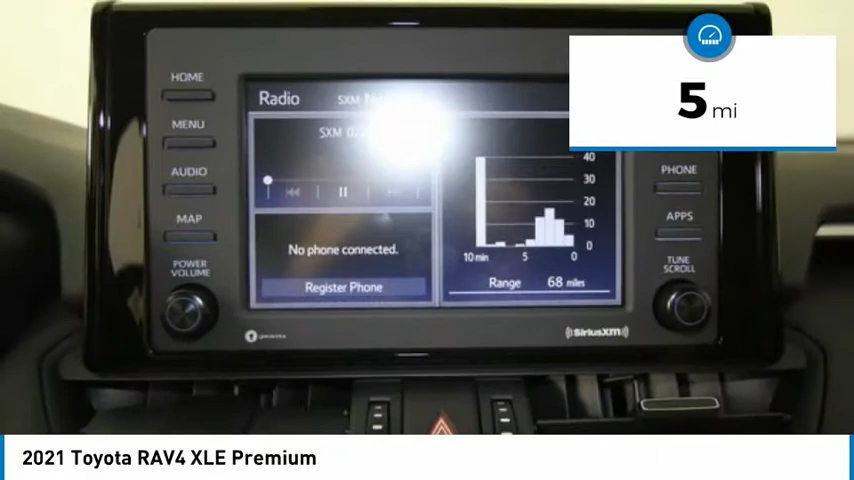 HOME
MENU
AUDIO
MAP
POWER
VOLUME
Radio
SXM
SXM
No phone connected.
Register Phone
40
30
20
10
0
10 min
5
0
Range 68 miles
PHONE
APPS
TUNE
SCROLL
((SiriusXM))
5 mi
2021 Toyota RAV4 XLE Premium